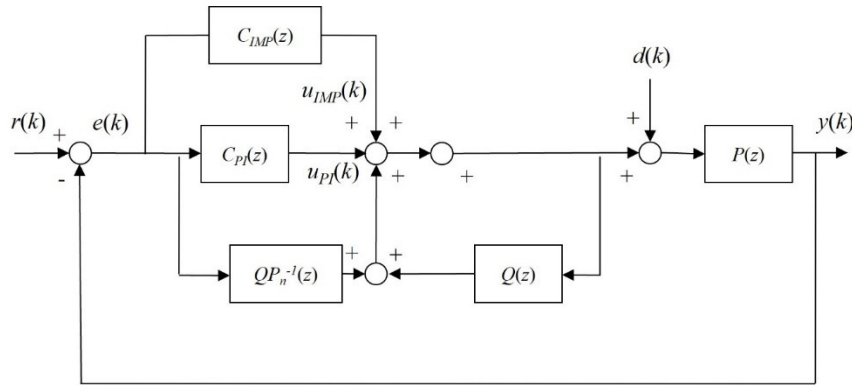 C_IMP(z)
d(k)
u_IMP(k)
r(k) + e(k) + + + y(k)
C_PI(z) P(z)
- u_PI(k) + + + +
+ +
QP_n^-1(z) Q(z)